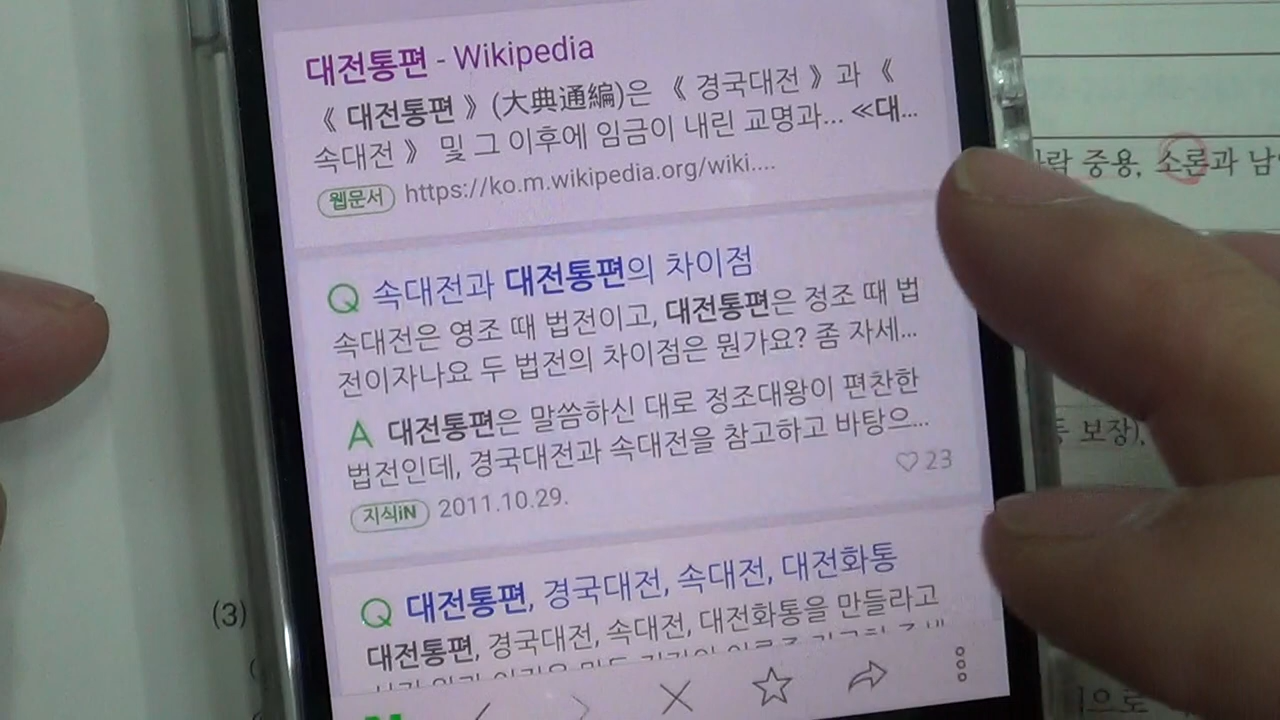 대전통편 - Wikipedia
《 대전통편 》(大典通編)은 《 경국대전 》과 《
속대전 》 및 그 이후에 임금이 내린 교명과... ≪대...
웹문서 https://ko.m.wikipedia.org/wiki....
Q 속대전과 대전통편의 차이점
속대전은 영조 때 법전이고, 대전통편은 정조 때 법
전이자나요 두 법전의 차이점은 뭔가요? 좀 자세...
A 대전통편은 말씀하신 대로 정조대왕이 편찬한
법전인데, 경국대전과 속대전을 참고하고 바탕으...
23
지식iN 2011.10.29.
Q 대전통편, 경국대전, 속대전, 대전화통
대전통편, 경국대전, 속대전, 대전화통을 만들라고
(3)
중용, 소론과
보장),